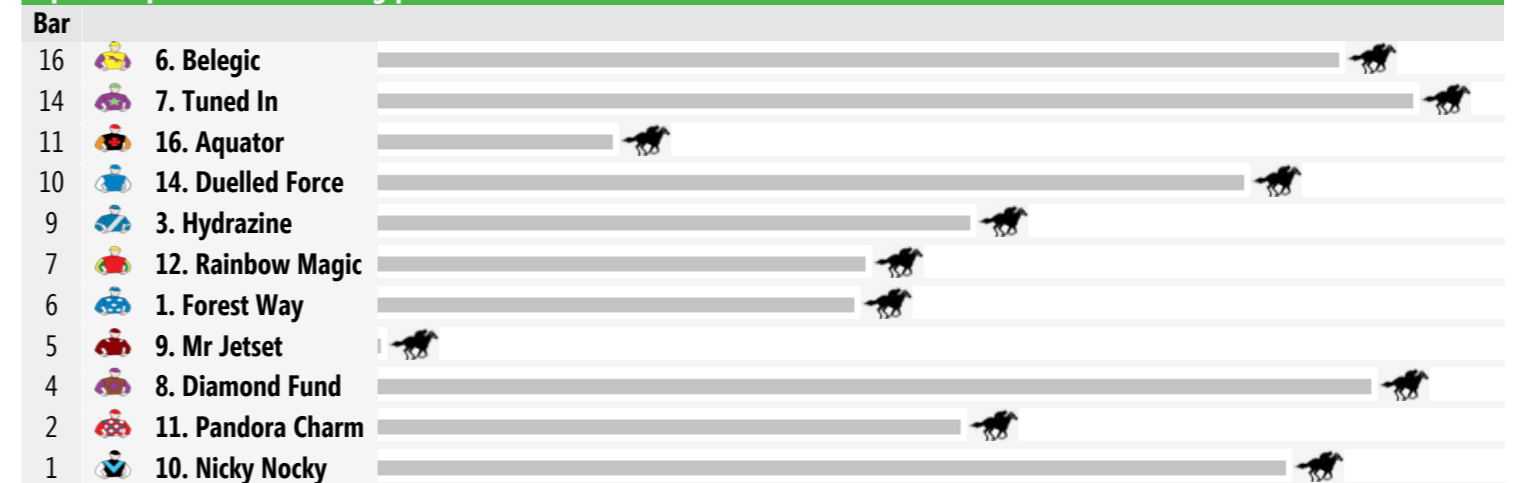 Bar
16 6. Belegic
14 7. Tuned In
11 16. Aquator
10 14. Duelled Force
9 3. Hydrazine
7 12. Rainbow Magic
6 1. Forest Way
5 9. Mr Jetset
4 8. Diamond Fund
2 11. Pandora Charm
1 10. Nicky Nocky